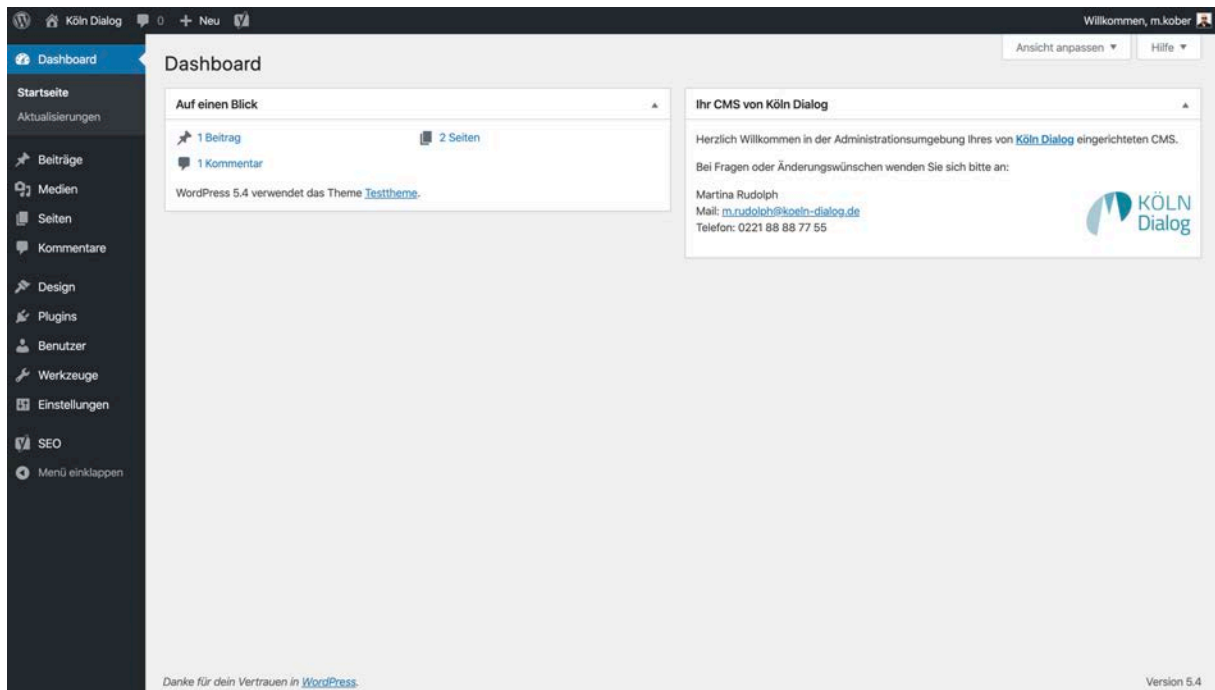 Köln Dialog 0 + Neu Willkommen, m.kober
Ansicht anpassen ▼ Hilfe ▼
Dashboard
Startseite
Aktualisierungen
Beiträge
Medien
Seiten
Kommentare
Design
Plugins
Benutzer
Werkzeuge
Einstellungen
SEO
Menü einklappen
Dashboard
Auf einen Blick
1 Beitrag 2 Seiten
1 Kommentar
WordPress 5.4 verwendet das Theme Testtheme.
Ihr CMS von Köln Dialog
Herzlich Willkommen in der Administrationsumgebung Ihres von Köln Dialog eingerichteten CMS.
Bei Fragen oder Änderungswünschen wenden Sie sich bitte an:
Martina Rudolph
Mail: m.rudolph@koeln-dialog.de
Telefon: 0221 88 88 77 55
KÖLN
Dialog
Danke für dein Vertrauen in WordPress. Version 5.4